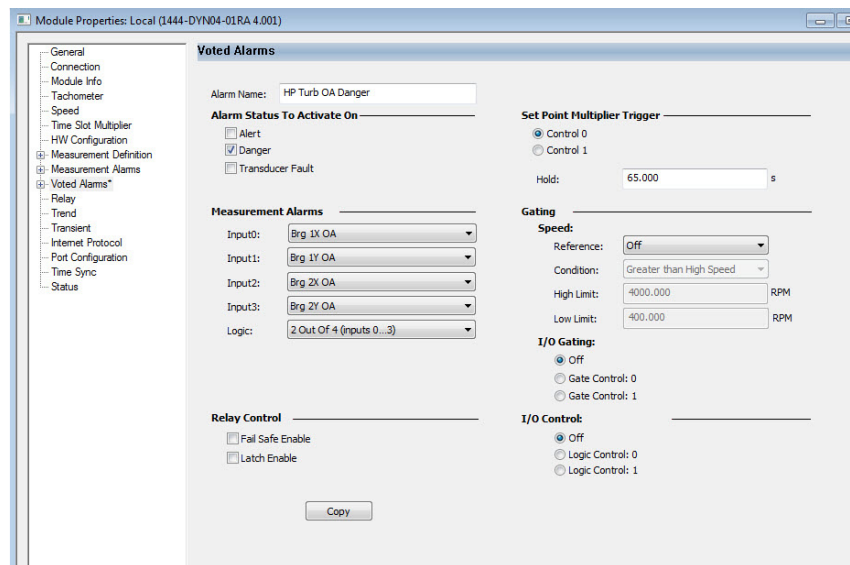 Module Properties: Local (1444-DYN04-01RA 4.001)
General
Connection
Module Info
Tachometer
Speed
Time Slot Multiplier
HW Configuration
Measurement Definition
Measurement Alarms
Voted Alarms*
Relay
Trend
Transient
Internet Protocol
Port Configuration
Time Sync
Status
Voted Alarms
Alarm Name: HP Turb OA Danger
Alarm Status To Activate On
Alert
Danger
Transducer Fault
Set Point Multiplier Trigger
Control 0
Control 1
Hold: 65.000 s
Measurement Alarms
Input0: Brg 1X OA
Input1: Brg 1Y OA
Input2: Brg 2X OA
Input3: Brg 2Y OA
Logic: 2 Out Of 4 (inputs 0...3)
Gating
Speed:
Reference: Off
Condition: Greater than High Speed
High Limit: 4000.000 RPM
Low Limit: 400.000 RPM
I/O Gating:
Off
Gate Control: 0
Gate Control: 1
Relay Control
Fail Safe Enable
Latch Enable
I/O Control:
Off
Logic Control: 0
Logic Control: 1
Copy